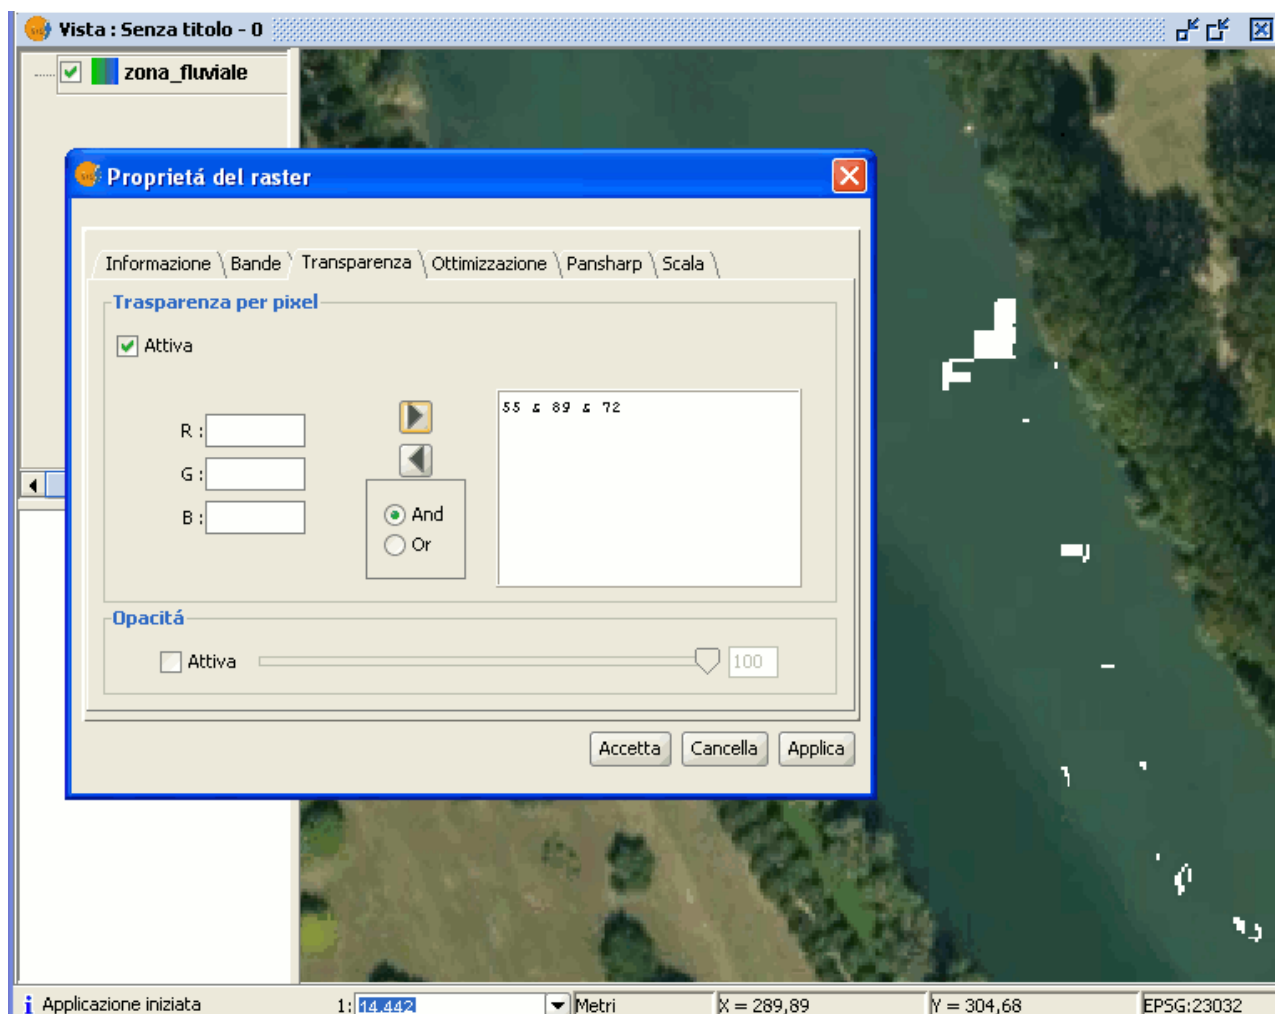 Vista : Senza titolo - 0
zona_fluviale
Proprietá del raster
Informazione Bande Transparenza Ottimizzazione Pansharp Scala
Trasparenza per pixel
Attiva
55 & 89 & 72
R :
G :
B :
And
Or
Opacitá
Attiva 100
Accetta Cancella Applica
Applicazione iniziata 1: 14.442 Metri X = 289,89 Y = 304,68 EPSG:23032